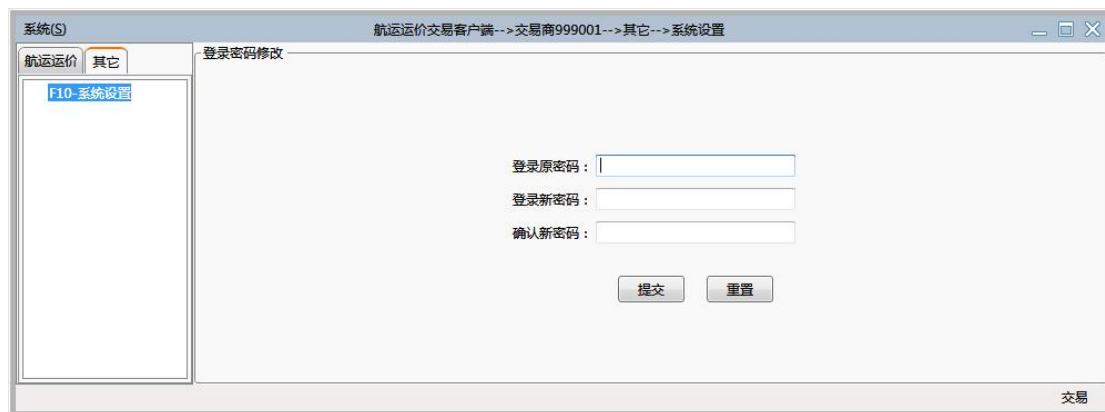 系统(S) 航运运价交易客户端-->交易商999001-->其它-->系统设置
航运运价 其它
F10-系统设置
登录密码修改
登录原密码：
登录新密码：
确认新密码：
提交 重置
交易